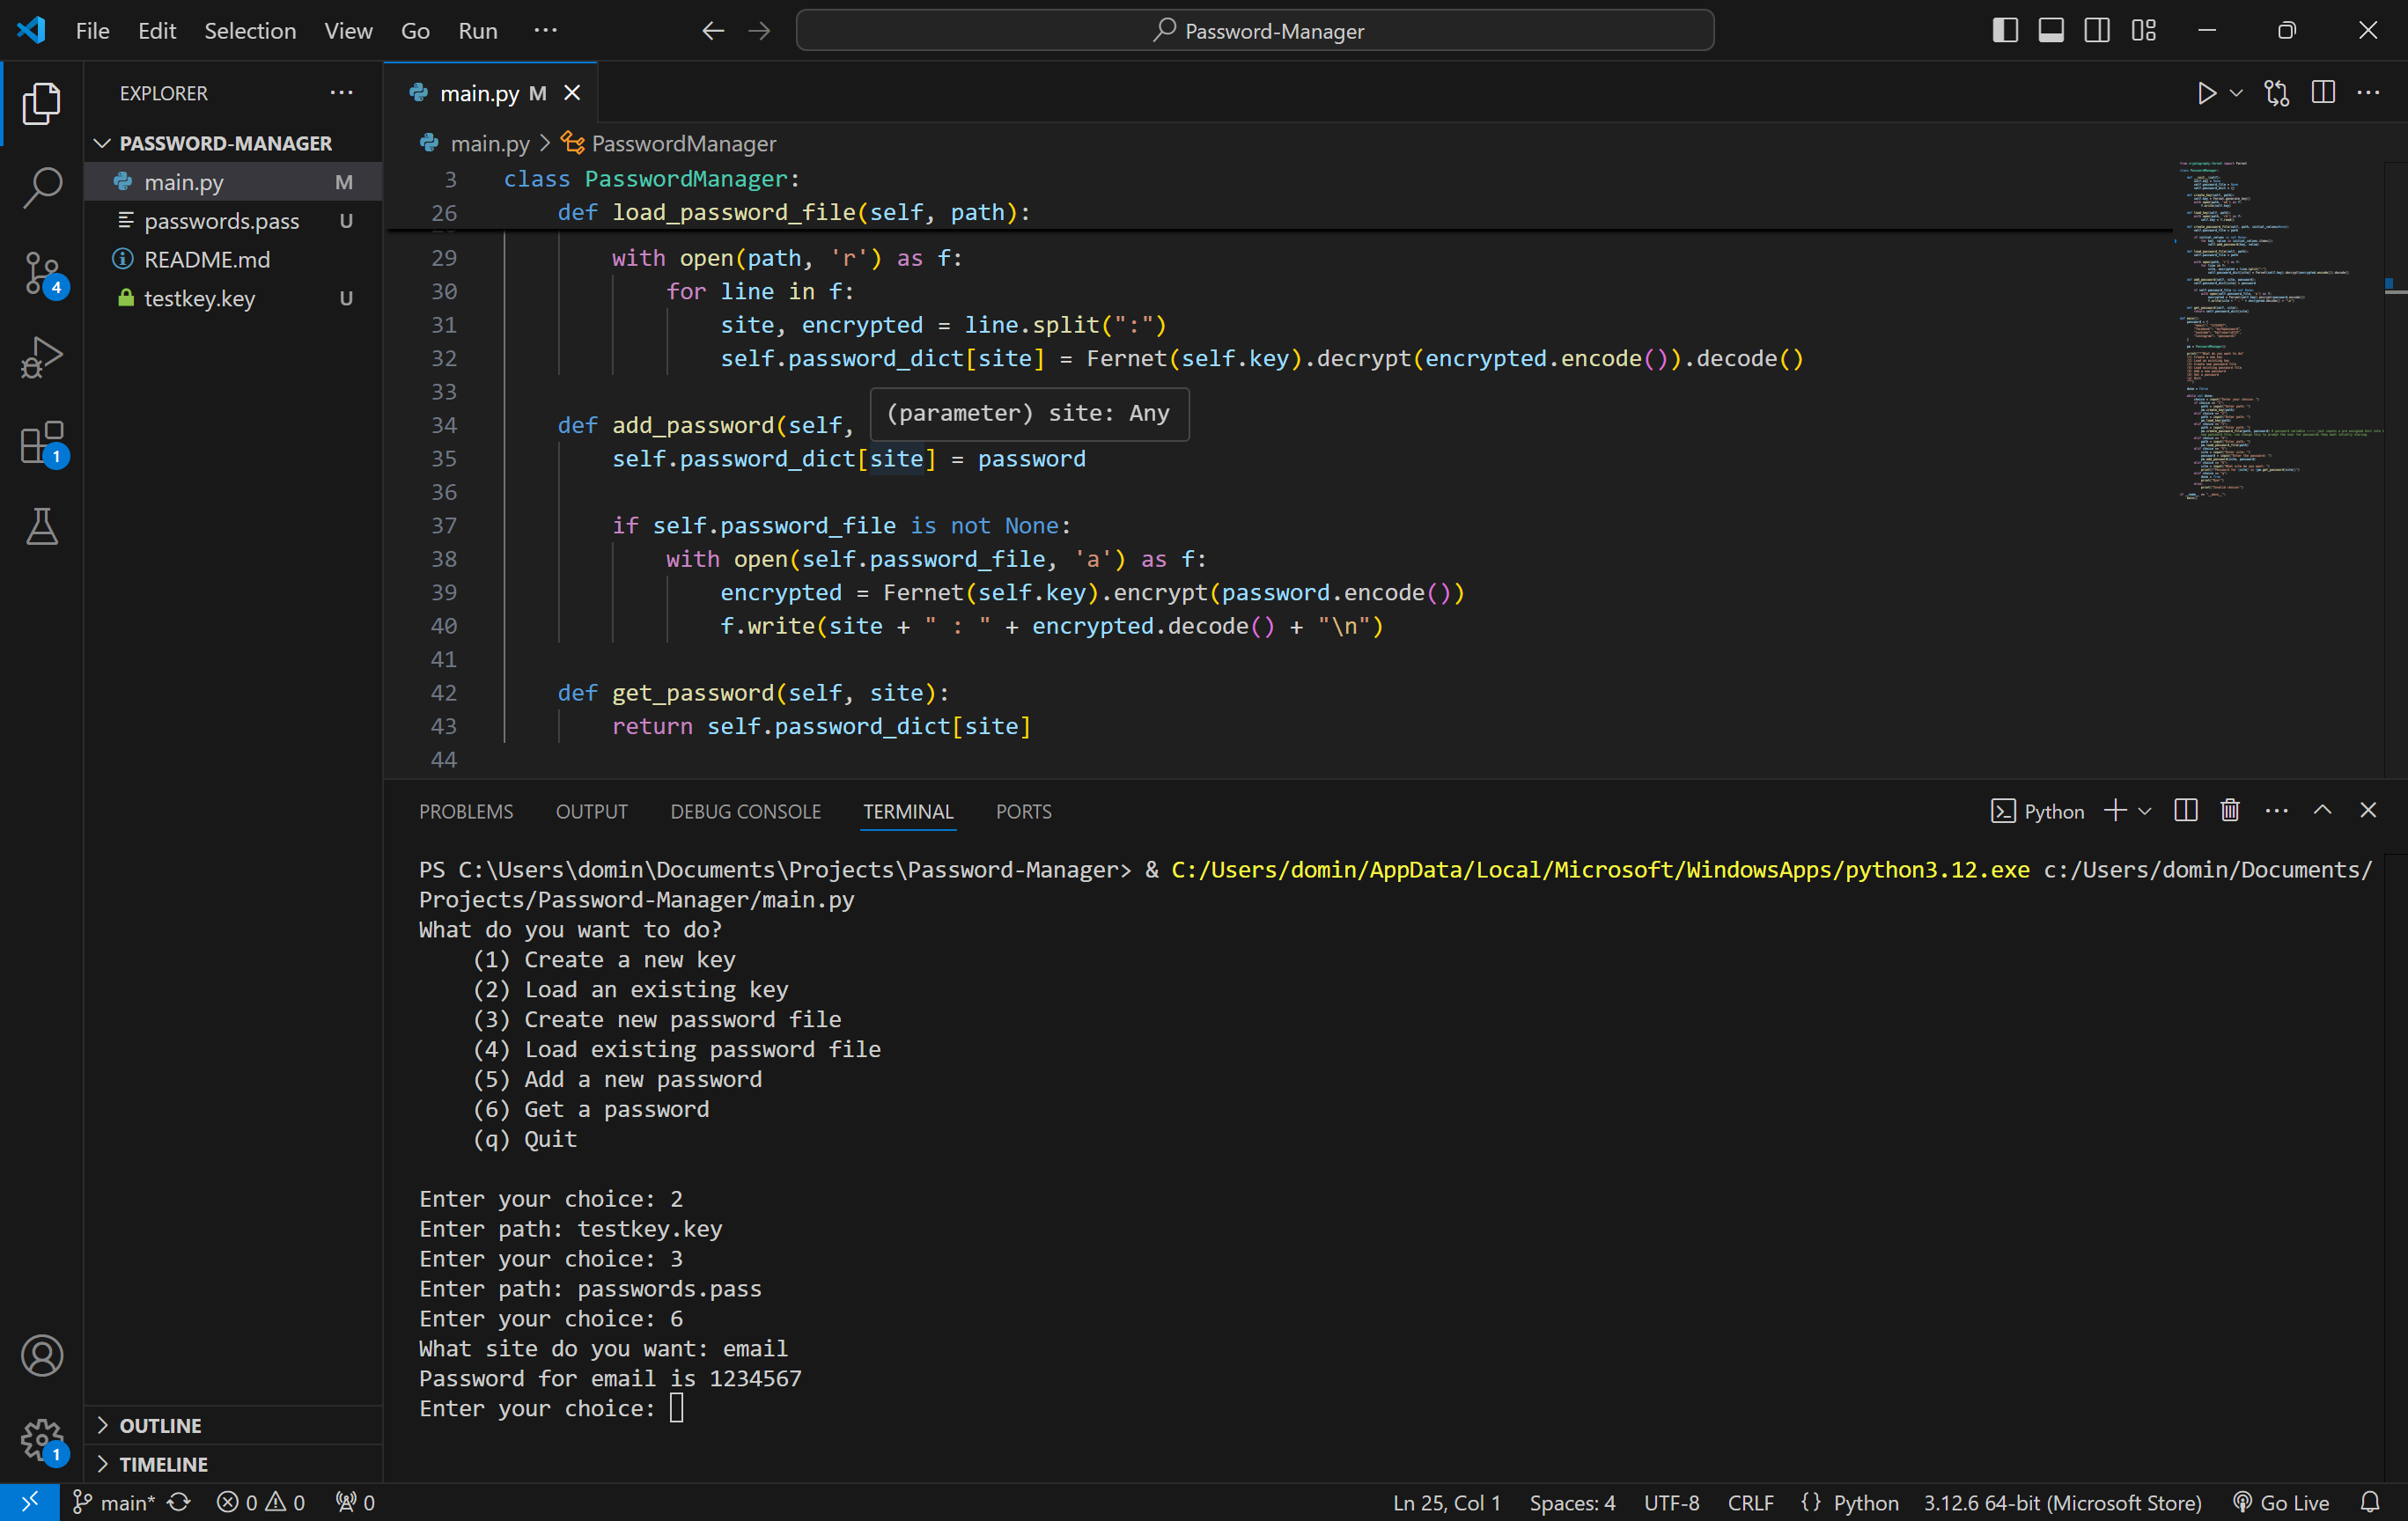 File Edit Selection View Go Run ··· Password-Manager
EXPLORER ···
PASSWORD-MANAGER
main.py M
passwords.pass U
README.md
testkey.key U
4
1
OUTLINE
1
TIMELINE
main.py M
main.py > PasswordManager
3 class PasswordManager:
26 def load_password_file(self, path):
29 with open(path, 'r') as f:
30 for line in f:
31 site, encrypted = line.split(":")
32 self.password_dict[site] = Fernet(self.key).decrypt(encrypted.encode()).decode()
33
(parameter) site: Any
34 def add_password(self,
35 self.password_dict[site] = password
36
37 if self.password_file is not None:
38 with open(self.password_file, 'a') as f:
39 encrypted = Fernet(self.key).encrypt(password.encode())
40 f.write(site + " : " + encrypted.decode() + "\n")
41
42 def get_password(self, site):
43 return self.password_dict[site]
44
PROBLEMS OUTPUT DEBUG CONSOLE TERMINAL PORTS Python
PS C:\Users\domin\Documents\Projects\Password-Manager> & C:/Users/domin/AppData/Local/Microsoft/WindowsApps/python3.12.exe c:/Users/domin/Documents/
Projects/Password-Manager/main.py
What do you want to do?
(1) Create a new key
(2) Load an existing key
(3) Create new password file
(4) Load existing password file
(5) Add a new password
(6) Get a password
(q) Quit
Enter your choice: 2
Enter path: testkey.key
Enter your choice: 3
Enter path: passwords.pass
Enter your choice: 6
What site do you want: email
Password for email is 1234567
Enter your choice:
main* 0 0 0 Ln 25, Col 1 Spaces: 4 UTF-8 CRLF {} Python 3.12.6 64-bit (Microsoft Store) Go Live